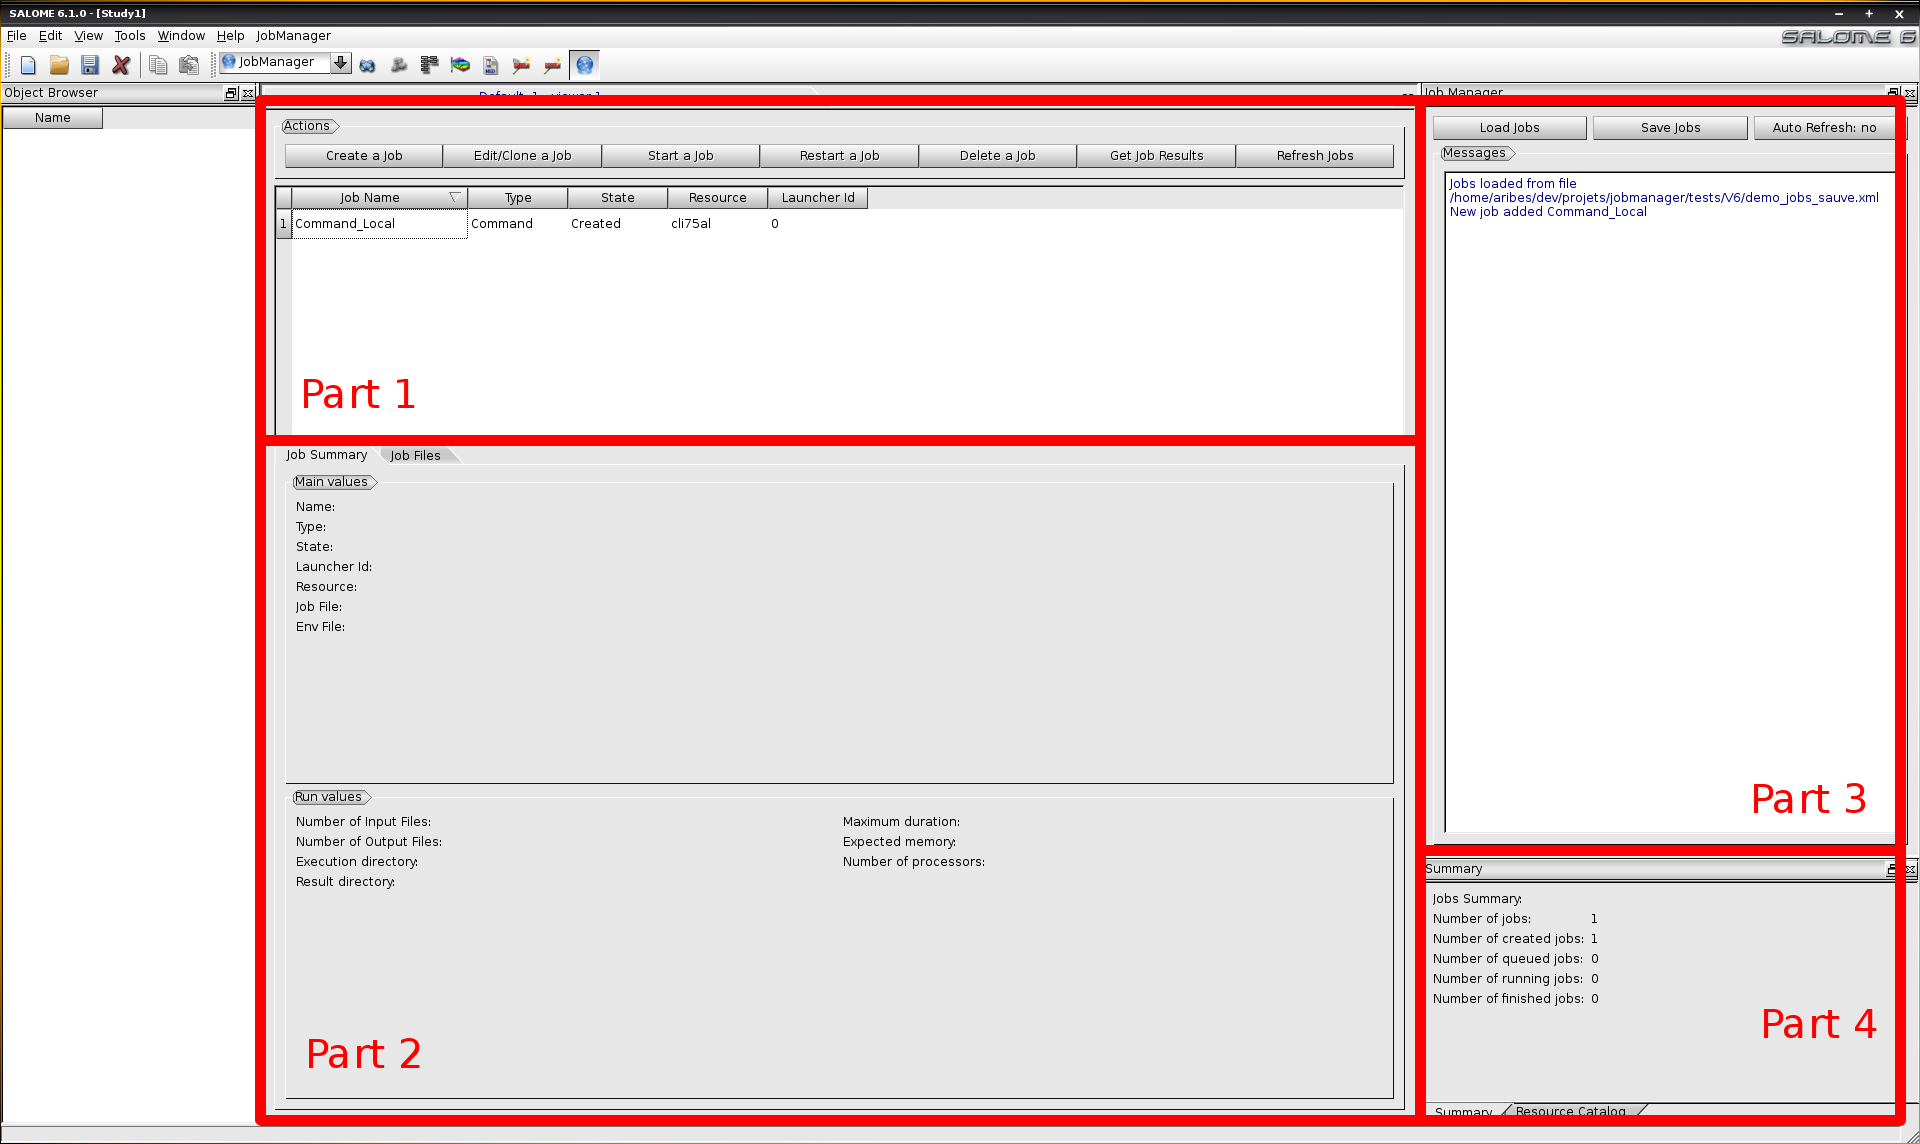 SALOME 6.1.0 - [Study1]
File Edit View Tools Window Help JobManager
SALOME 6
JobManager
Object Browser
Name
Default_1 - viewer 1
Job Manager
Actions
Create a Job Edit/Clone a Job Start a Job Restart a Job Delete a Job Get Job Results Refresh Jobs
Job Name Type State Resource Launcher Id
1 Command_Local Command Created cli75al 0
Part 1
Job Summary Job Files
Main values
Name:
Type:
State:
Launcher Id:
Resource:
Job File:
Env File:
Run values
Number of Input Files: Maximum duration:
Number of Output Files: Expected memory:
Execution directory: Number of processors:
Result directory:
Part 2
Load Jobs Save Jobs Auto Refresh: no
Messages
Jobs loaded from file
/home/aribes/dev/projets/jobmanager/tests/V6/demo_jobs_sauve.xml
New job added Command_Local
Part 3
Summary
Jobs Summary:
Number of jobs: 1
Number of created jobs: 1
Number of queued jobs: 0
Number of running jobs: 0
Number of finished jobs: 0
Part 4
Summary Resource Catalog